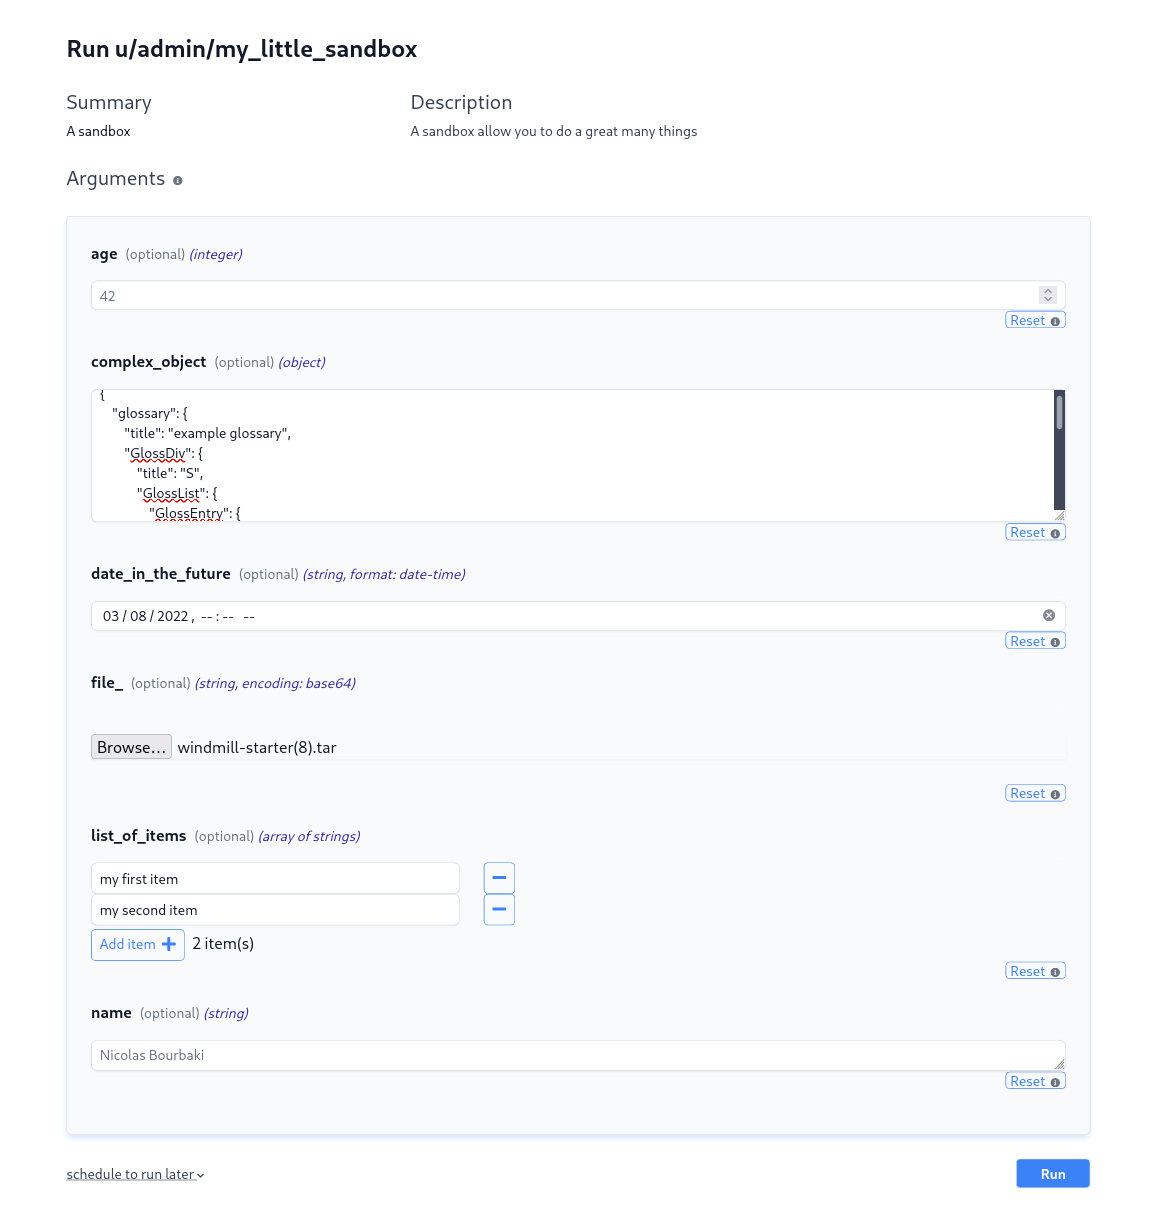 Run u/admin/my_little_sandbox
Summary
Description
A sandbox
A sandbox allow you to do a great many things
Arguments
age (optional) (integer)
42
Reset
complex_object (optional) (object)
{
"glossary": {
"title": "example glossary",
"GlossDiv": {
"title": "S",
"GlossList": {
"GlossEntry": {
Reset
date_in_the_future (optional) (string, format: date-time)
03 / 08 / 2022 , -- : -- --
Reset
file_ (optional) (string, encoding: base64)
Browse... windmill-starter(8).tar
Reset
list_of_items (optional) (array of strings)
my first item
my second item
Add item + 2 item(s)
Reset
name (optional) (string)
Nicolas Bourbaki
Reset
schedule to run later
Run